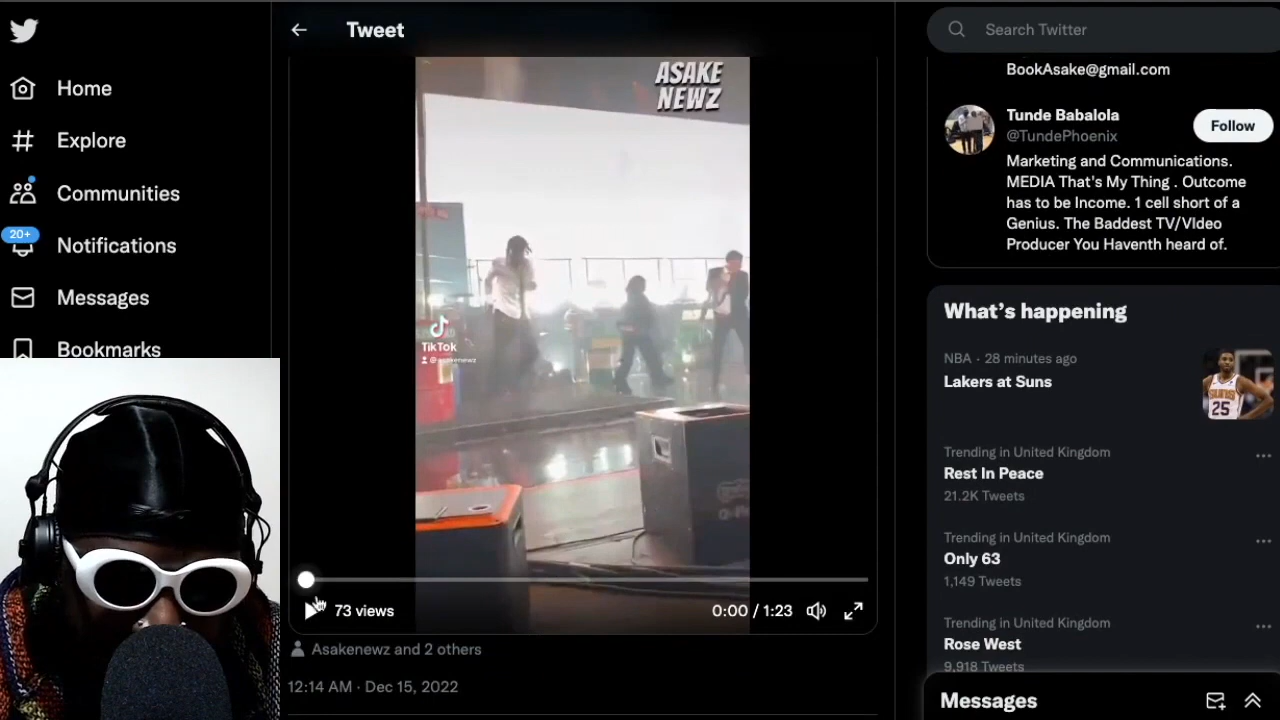 Tweet
Search Twitter
Home
Explore
Communities
20+
Notifications
Messages
Bookmarks
ASAKE
NEWZ
TikTok
73 views
0:00 / 1:23
Asakenewz and 2 others
12:14 AM · Dec 15, 2022
BookAsake@gmail.com
Tunde Babalola
@TundePhoenix
Follow
Marketing and Communications.
MEDIA That's My Thing . Outcome
has to be Income. 1 cell short of a
Genius. The Baddest TV/VIdeo
Producer You Haventh heard of.
What's happening
NBA · 28 minutes ago
Lakers at Suns
25
Trending in United Kingdom
Rest In Peace
21.2K Tweets
Trending in United Kingdom
Only 63
1,149 Tweets
Trending in United Kingdom
Rose West
9,918 Tweets
Messages